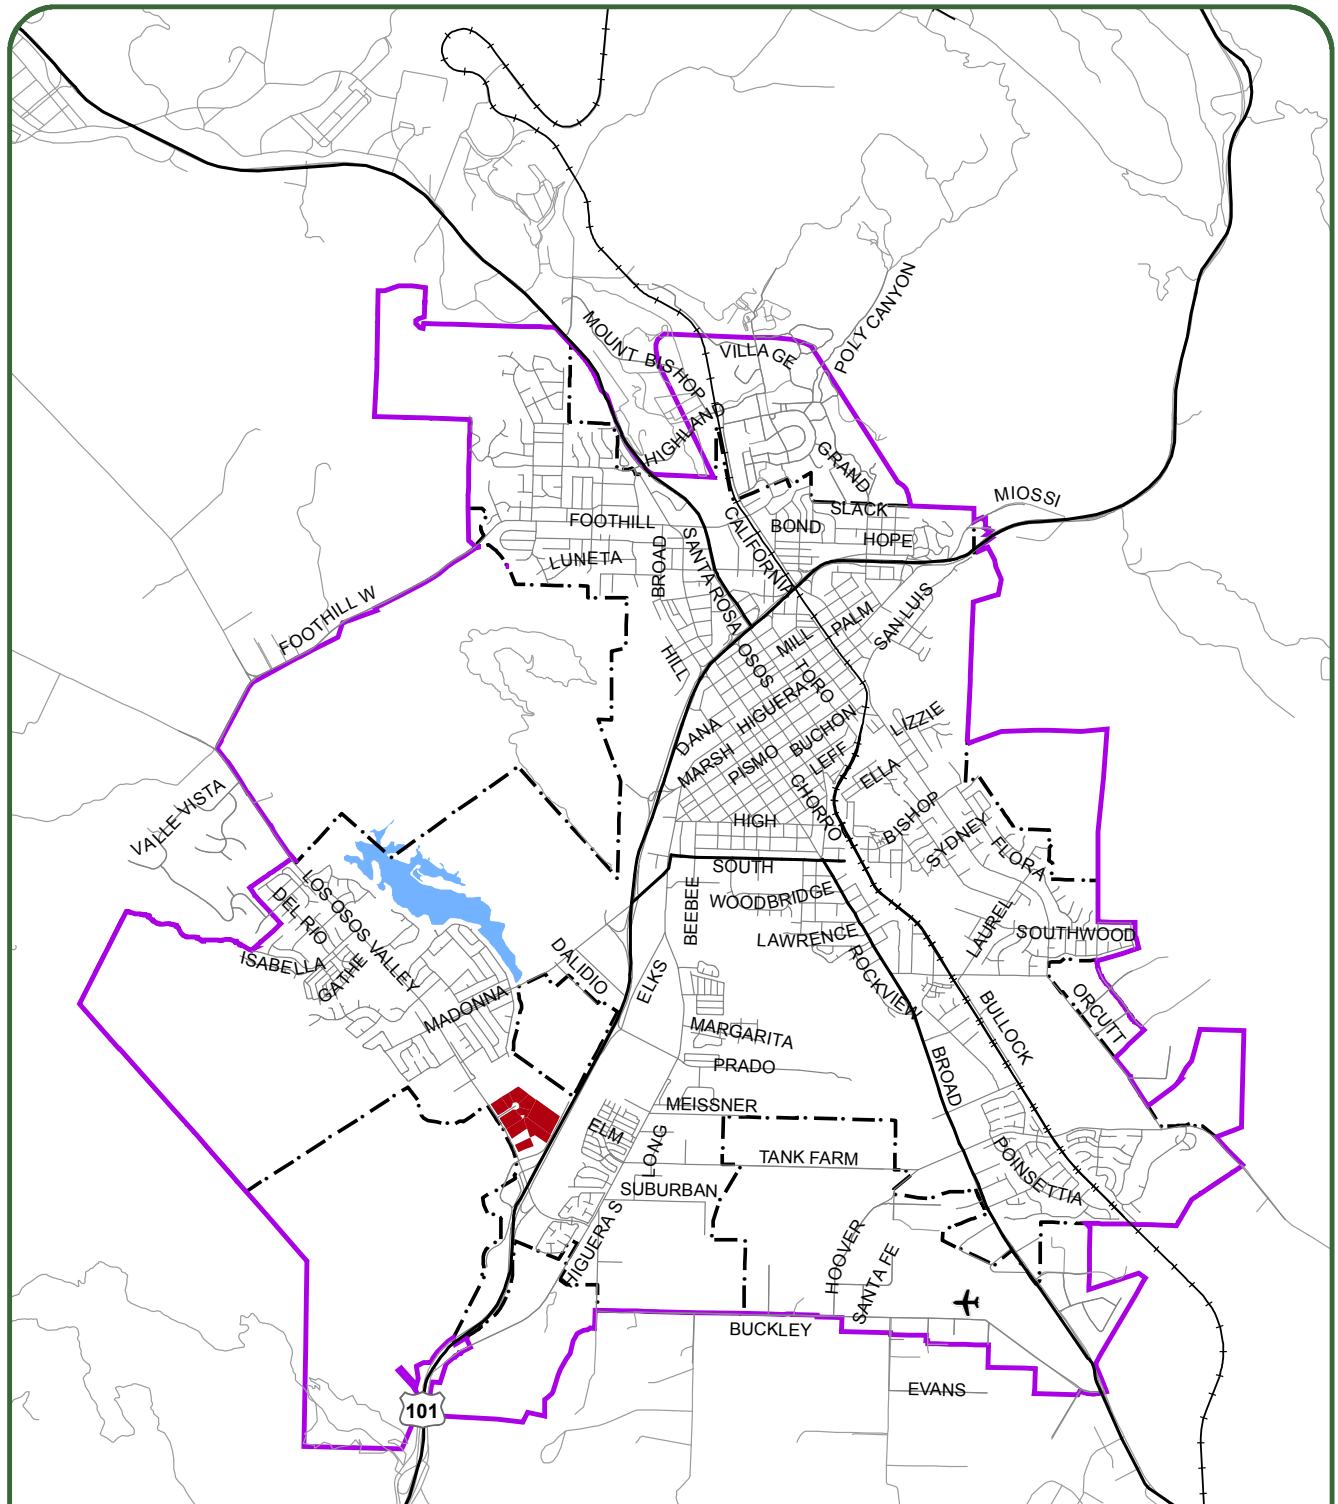 POLY CANYON
MOUNT BISHOP
VILLAGE
HIGHLAND
GRAND
MIOSSI
SLACK
FOOTHILL
BOND
HOPE
CALIFORNIA
LUNETA
BROAD
SANTA ROSA
FOOTHILL W
PALM
SAN LUIS
MILL
HILL
OSOS
TORO
HIGUERA
DANA
BUCHON
LIZZIE
MARSH
PISMO
LEFF
ELLA
VALLE VISTA
CHORRO
HIGH
BISHOP
SYDNEY
FLORA
SOUTH
LOS OSOS VALLEY
DEL RIO
WOODBRIDGE
BEEBEE
LAUREL
SOUTHWOOD
LAWRENCE
ISABELLA
GATHE
DALIDIO
ELKS
ROCKVIEW
MADONNA
ORCUTT
BULLOCK
MARGARITA
PRADO
BROAD
MEISSNER
ELM
LONG
TANK FARM
POINSETTIA
SUBURBAN
HIGUERA S
HOOVER
SANTA FE
BUCKLEY
EVANS
101